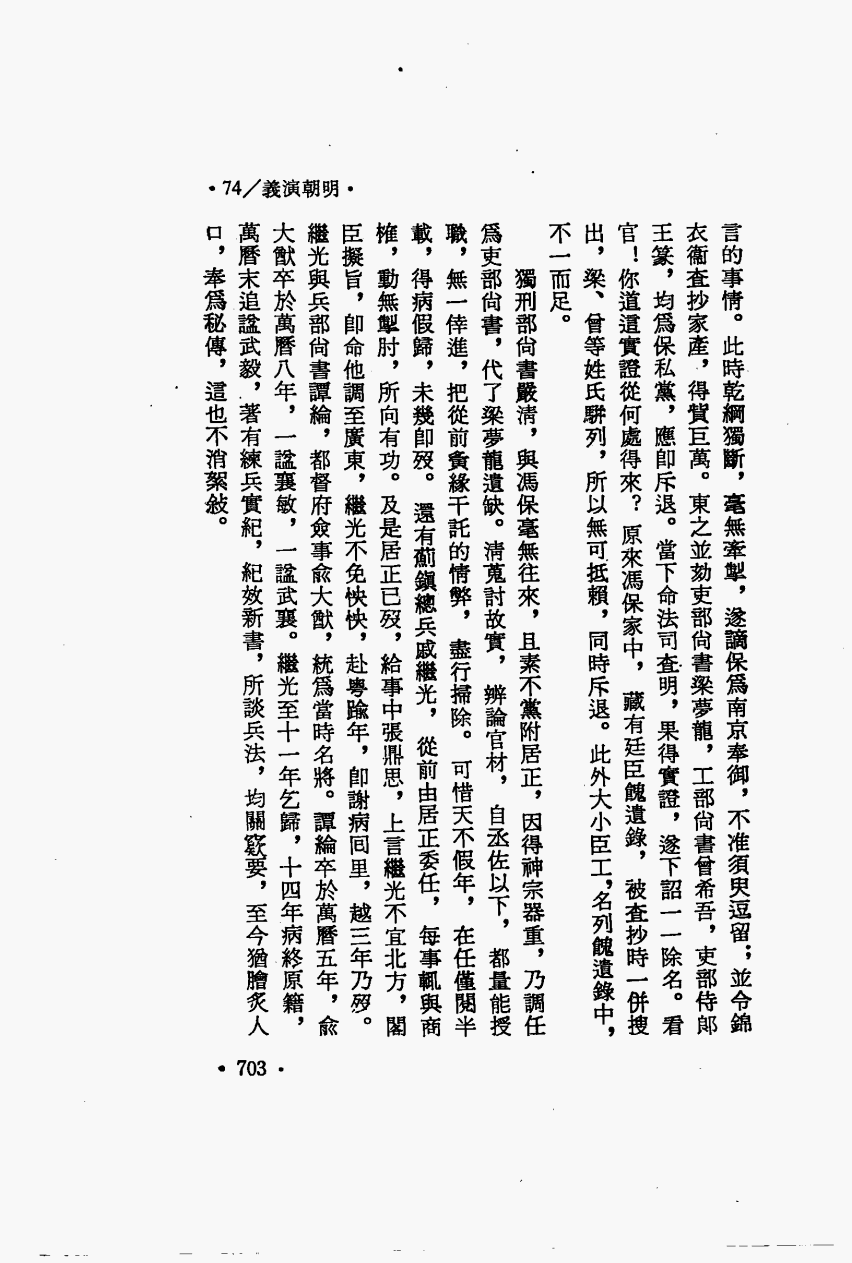 •74／義演朝明•
言的事情。此時乾綱獨斷，毫無牽掣，遂謫保爲南京奉御，不准須臾逗留；並令錦
衣衞查抄家產，得貲巨萬。東之並劾吏部尙書梁夢龍，工部尙書曾希吾，吏部侍郞
王篆，均爲保私黨，應卽斥退。當下命法司查明，果得實證，遂下詔一一除名。看
官！你道這實證從何處得來？原來馮保家中，藏有廷臣餽遺錄，被查抄時一併搜
出，梁、曾等姓氏駢列，所以無可抵賴，同時斥退。此外大小臣工，名列餽遺錄中，
不一而足。
獨刑部尙書嚴淸，與馮保毫無往來，且素不黨附居正，因得神宗器重，乃調任
爲吏部尙書，代了梁夢龍遺缺。淸蒐討故實，辨論官材，自丞佐以下，都量能授
職，無一倖進，把從前夤緣干託的情弊，盡行掃除。可惜天不假年，在任僅閱半
載，得病假歸，未幾卽歿。還有薊鎭總兵戚繼光，從前由居正委任，每事輒與商
榷，動無掣肘，所向有功。及是居正已歿，給事中張鼎思，上言繼光不宜北方，閣
臣擬旨，卽命他調至廣東，繼光不免怏怏，赴粵踰年，卽謝病囘里，越三年乃歿。
繼光與兵部尙書譚綸，都督府僉事兪大猷，統爲當時名將。譚綸卒於萬曆五年，兪
大猷卒於萬曆八年，一諡襄敏，一諡武襄。繼光至十一年乞歸，十四年病終原籍，
萬曆末追諡武毅，著有練兵實紀，紀效新書，所談兵法，均關窾要，至今猶膾炙人
口，奉爲秘傳，這也不消絮敍。
•703•